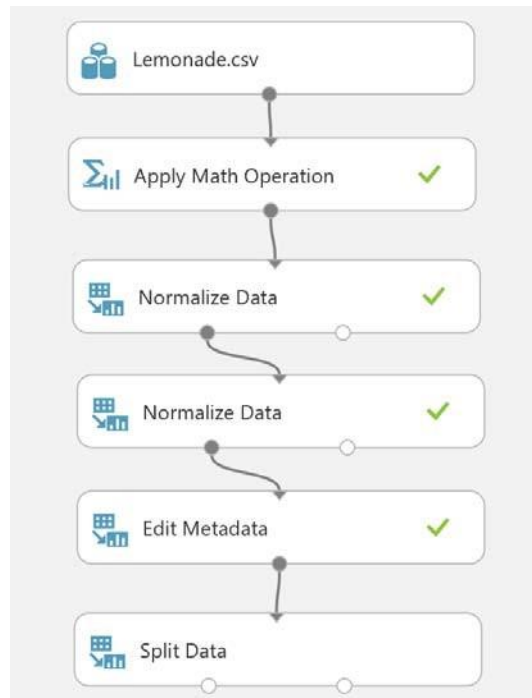 Lemonade.csv
Apply Math Operation
Normalize Data
Normalize Data
Edit Metadata
Split Data